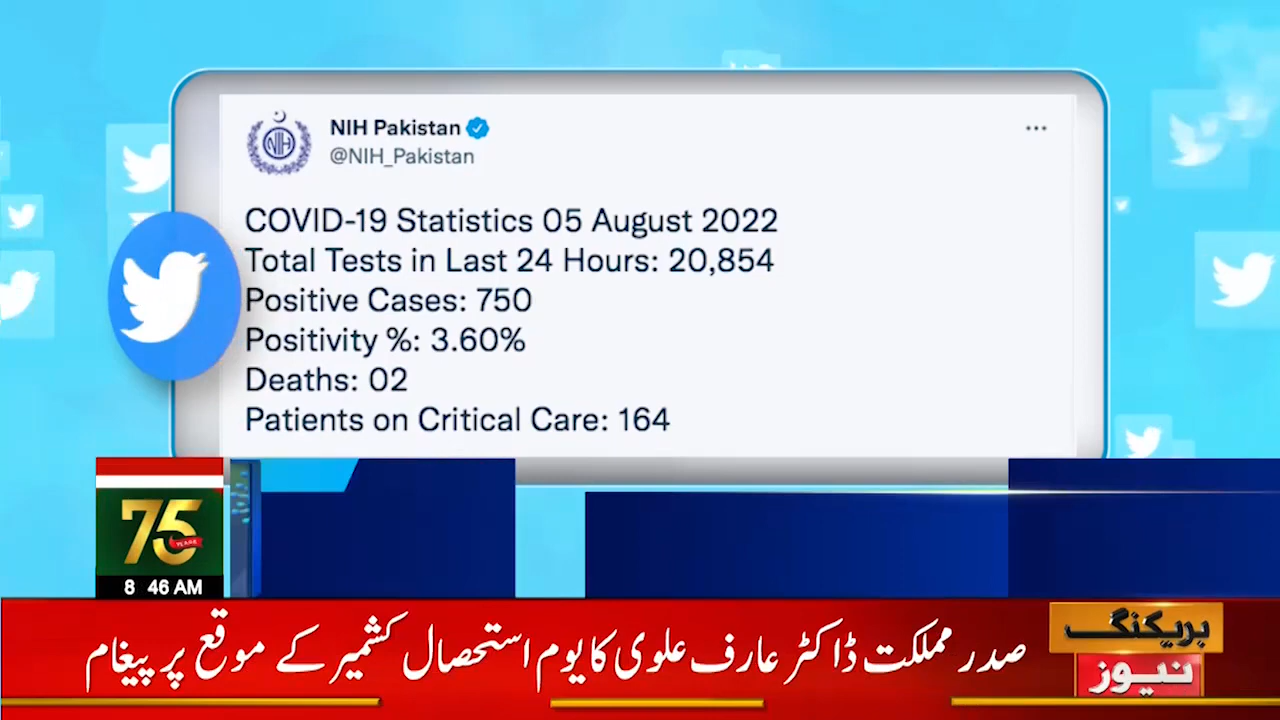 NIH Pakistan
@NIH_Pakistan
NIH
COVID-19 Statistics 05 August 2022
Total Tests in Last 24 Hours: 20,854
Positive Cases: 750
Positivity %: 3.60%
Deaths: 02
Patients on Critical Care: 164
75
YEARS
8 46 AM
بریکنگ
نیوز
صدر مملکت ڈاکٹر عارف علوی کا یوم استحصال کشمیر کے موقع پر پیغام